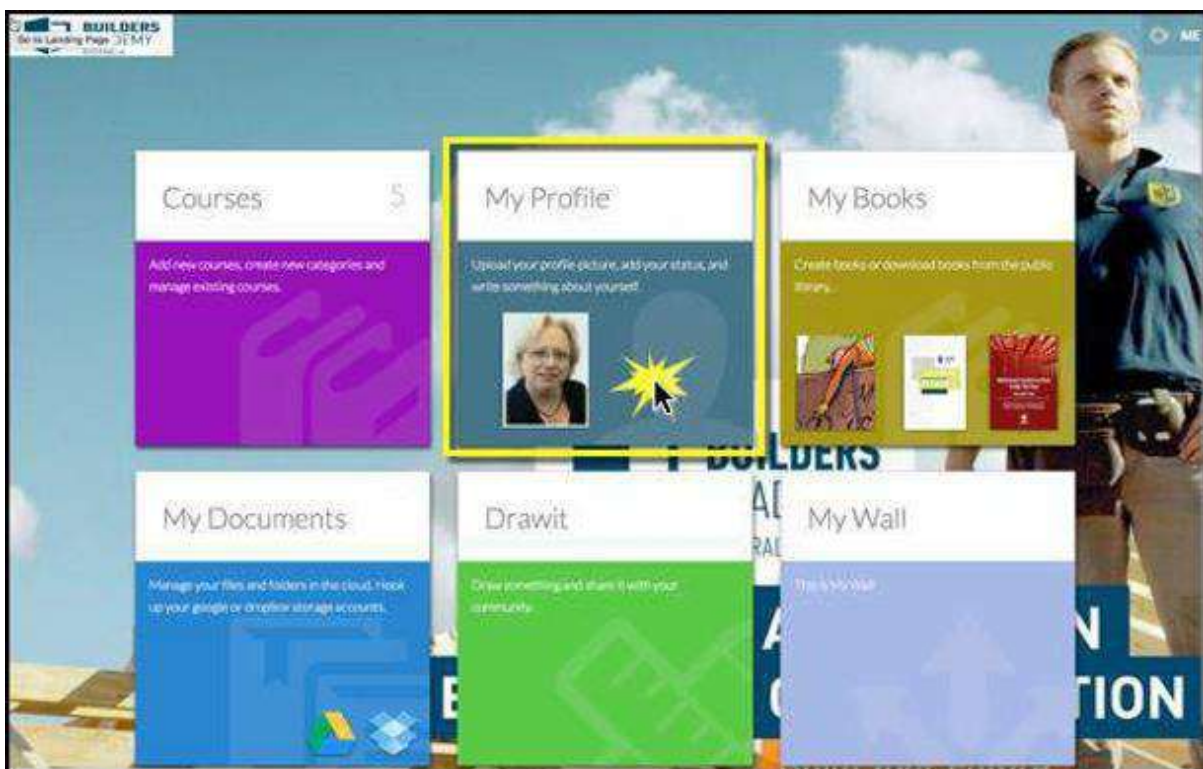 BUILDERS
Go to Landing Page DEMY
ME
Courses 5
My Profile
My Books
Add new courses, create new categories and
manage existing courses.
Upload your profile picture, add your status, and
write something about yourself
Create books or download books from the public
library.
BUILDERS
My Documents
Drawit
My Wall
Manage your files and folders in the cloud. Hook
up your google or dropbox storage accounts.
Draw something and share it with your
community.
This is My Wall